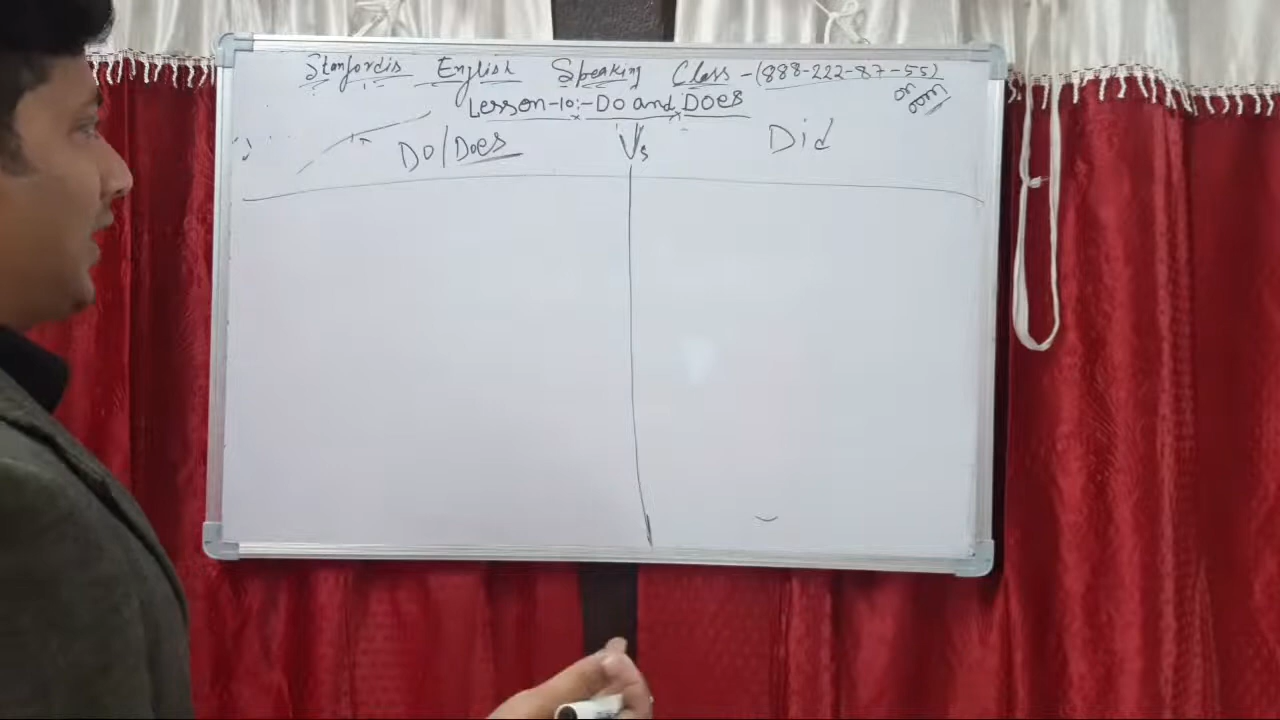 Stanfordis English Speaking Class - (888-222-87-55)
Lesson-10:- Do and Does
Do/Does Vs Did